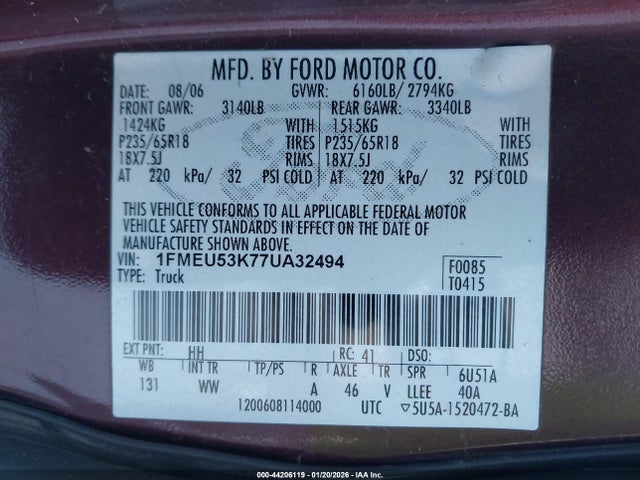 MFD. BY FORD MOTOR CO.
DATE: 08/06 GVWR: 6160LB/ 2794KG
FRONT GAWR: 3140LB REAR GAWR: 3340LB
1424KG WITH 1515KG WITH
P235/65R18 TIRES P235/65R18 TIRES
18X7.5J RIMS 18X7.5J RIMS
AT 220 kPa/ 32 PSI COLD AT 220 kPa/ 32 PSI COLD
THIS VEHICLE CONFORMS TO ALL APPLICABLE FEDERAL MOTOR
VEHICLE SAFETY STANDARDS IN EFFECT ON THE DATE OF
MANUFACTURE SHOWN ABOVE.
VIN: 1FMEU53K77UA32494 F0085
TYPE: Truck T0415
EXT PNT: HH RC: 41 DSO:
WB INT TR TP/PS R AXLE TR SPR 6U51A
131 WW A 46 V LLEE 40A
1200608114000 UTC ▽5U5A-1520472-BA
Ford
000-44206119 - 01/20/2026 - IAAI INC.